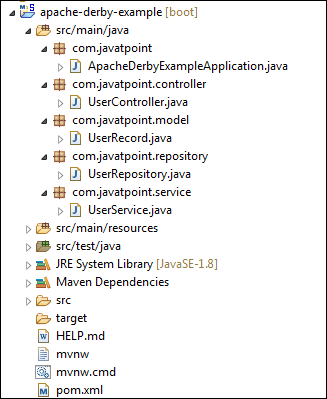 apache-derby-example [boot]
src/main/java
com.javatpoint
ApacheDerbyExampleApplication.java
com.javatpoint.controller
UserController.java
com.javatpoint.model
UserRecord.java
com.javatpoint.repository
UserRepository.java
com.javatpoint.service
UserService.java
src/main/resources
src/test/java
JRE System Library [JavaSE-1.8]
Maven Dependencies
src
target
HELP.md
mvnw
mvnw.cmd
pom.xml